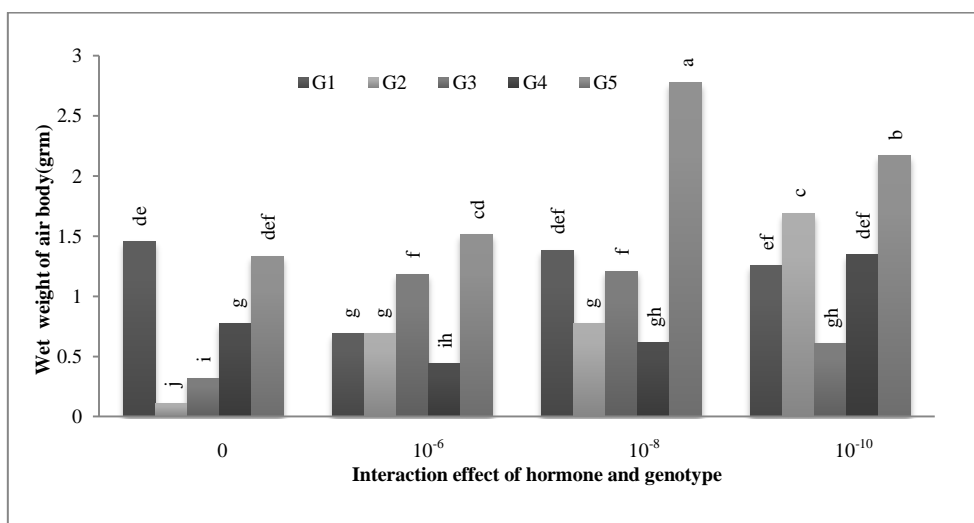 3
2.5
2
1.5
1
0.5
0
Wet weight of air body(grm)
G1 G2 G3 G4 G5
de
j
i
g
def
g
g
f
ih
cd
def
g
f
gh
a
ef
c
gh
def
b
0 10⁻⁶ 10⁻⁸ 10⁻¹⁰
Interaction effect of hormone and genotype